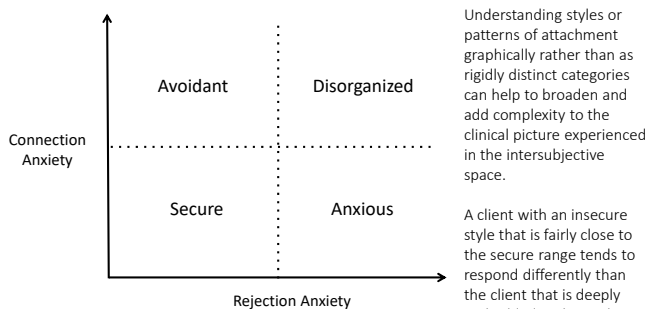 Avoidant
Disorganized
Connection
Anxiety
Secure
Anxious
Rejection Anxiety
Understanding styles or
patterns of attachment
graphically rather than as
rigidly distinct categories
can help to broaden and
add complexity to the
clinical picture experienced
in the intersubjective
space.
A client with an insecure
style that is fairly close to
the secure range tends to
respond differently than
the client that is deeply